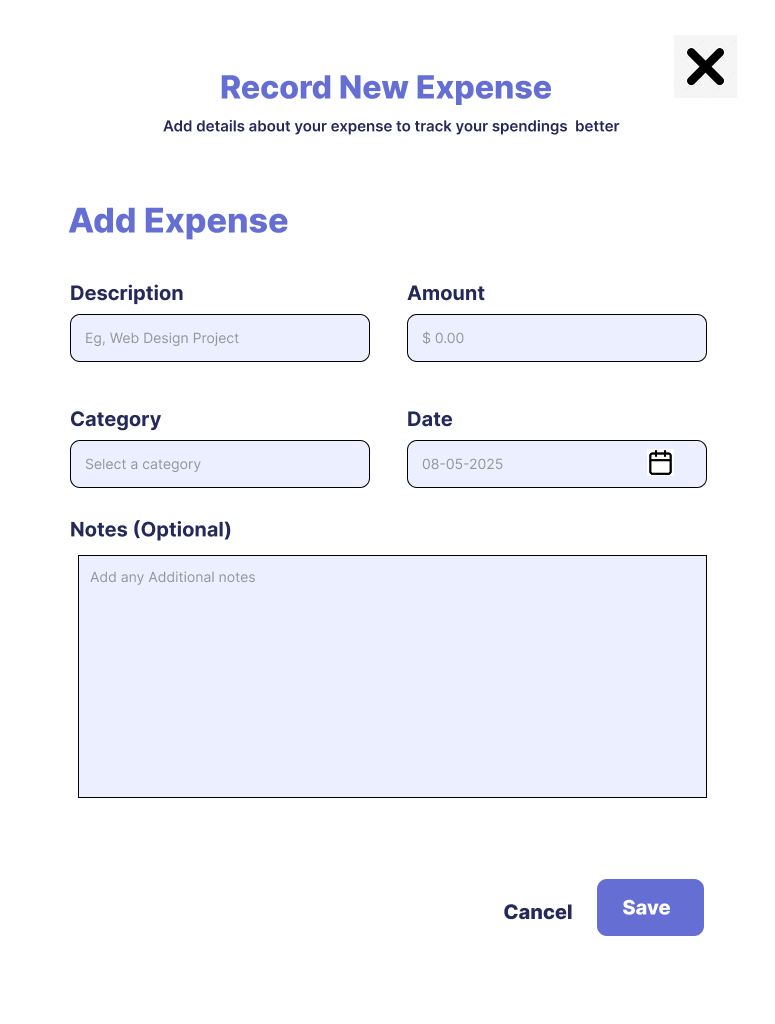 Record New Expense
Add details about your expense to track your spendings  better
Add Expense
Description
Amount
Eg, Web Design Project
$ 0.00
Category
Date
Select a category
08-05-2025
Notes (Optional)
Add any Additional notes
Cancel
Save